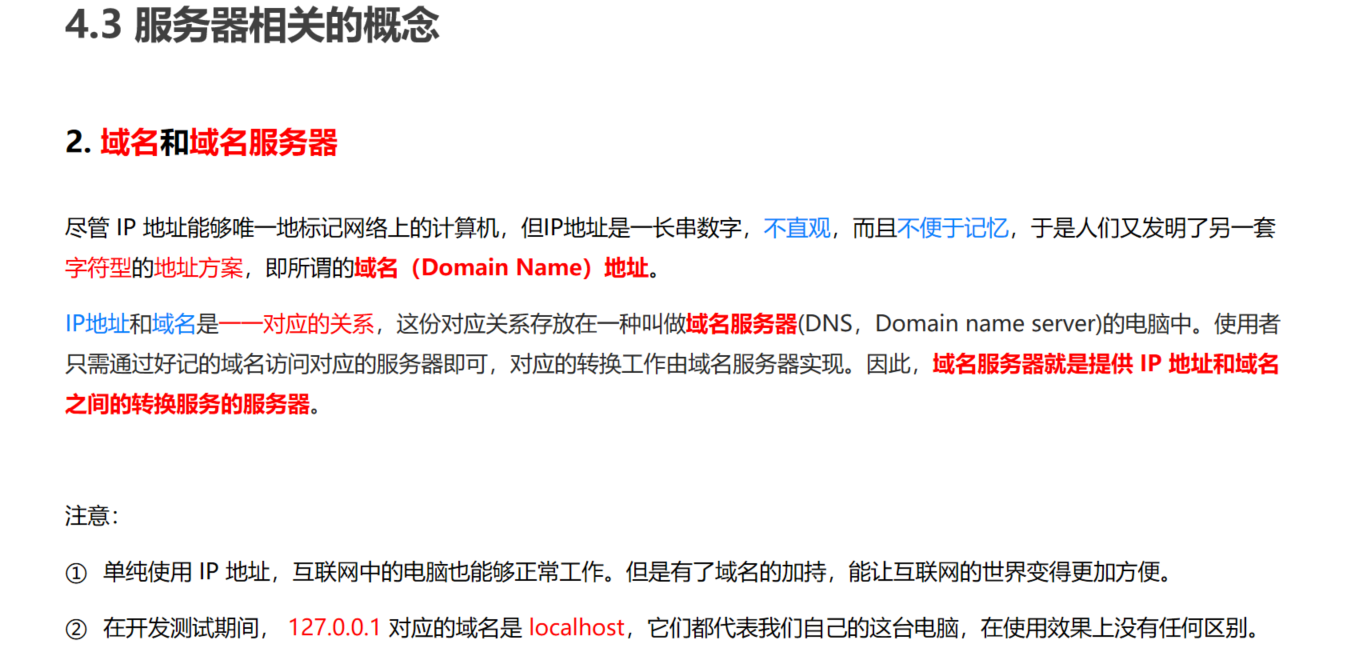 4.3 服务器相关的概念
2. 域名和域名服务器
尽管 IP 地址能够唯一地标记网络上的计算机，但IP地址是一长串数字，不直观，而且不便于记忆，于是人们又发明了另一套
字符型的地址方案，即所谓的域名（Domain Name）地址。
IP地址和域名是一一对应的关系，这份对应关系存放在一种叫做域名服务器(DNS，Domain name server)的电脑中。使用者
只需通过好记的域名访问对应的服务器即可，对应的转换工作由域名服务器实现。因此，域名服务器就是提供 IP 地址和域名
之间的转换服务的服务器。
注意：
① 单纯使用 IP 地址，互联网中的电脑也能够正常工作。但是有了域名的加持，能让互联网的世界变得更加方便。
② 在开发测试期间， 127.0.0.1 对应的域名是 localhost，它们都代表我们自己的这台电脑，在使用效果上没有任何区别。